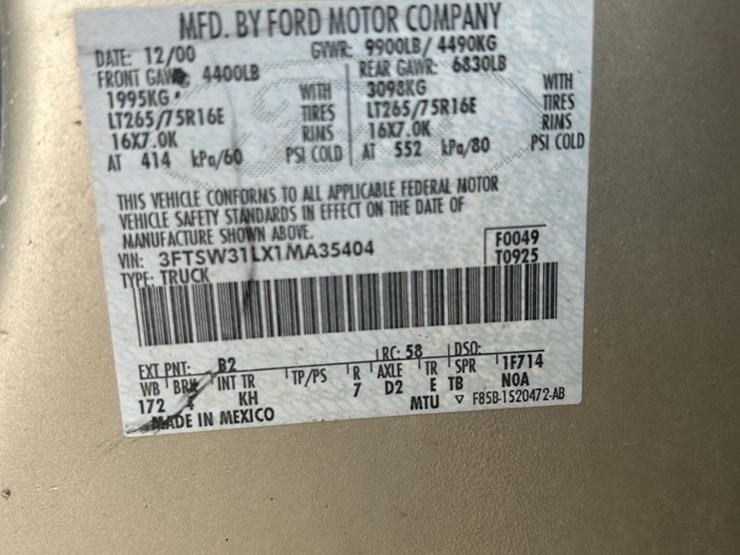 MFD. BY FORD MOTOR COMPANY
DATE: 12/00 GVWR: 9900LB/ 4490KG
FRONT GAWR: 4400LB REAR GAWR: 6830LB
1995KG WITH 3098KG WITH
LT265/75R16E TIRES LT265/75R16E TIRES
16X7.0K RIMS 16X7.0K RIMS
AT 414 kPa/60 PSI COLD AT 552 kPa/80 PSI COLD
THIS VEHICLE CONFORMS TO ALL APPLICABLE FEDERAL MOTOR
VEHICLE SAFETY STANDARDS IN EFFECT ON THE DATE OF
MANUFACTURE SHOWN ABOVE.
VIN: 3FTSW31LX1MA35404 F0049
TYPE: TRUCK T0925
EXT PNT: B2 RC: 58 DSO:
WB BRK INT TR TP/PS R AXLE TR SPR 1F714
172 4 KH 7 D2 E TB NOA
MADE IN MEXICO MTU ▽ F85B-1520472-AB